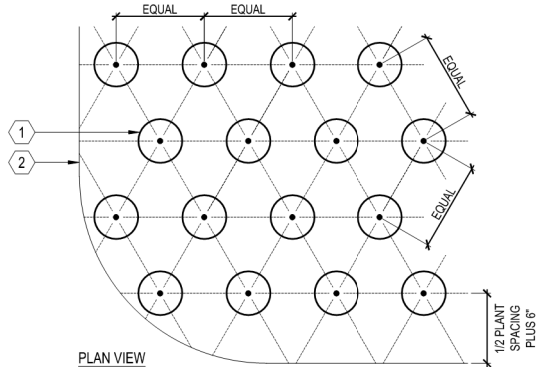 EQUAL
EQUAL
EQUAL
1
2
EQUAL
1/2 PLANT
SPACING
PLUS 6"
PLAN VIEW